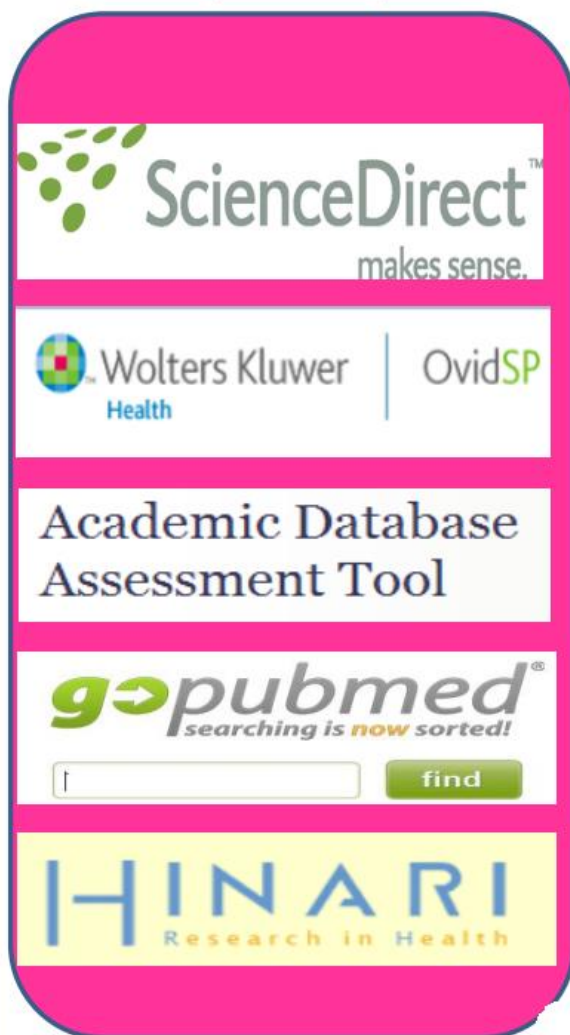 ScienceDirect™
makes sense.
Wolters Kluwer | OvidSP
Health
Academic Database
Assessment Tool
gopubmed®
searching is now sorted!
find
HINARI
Research in Health